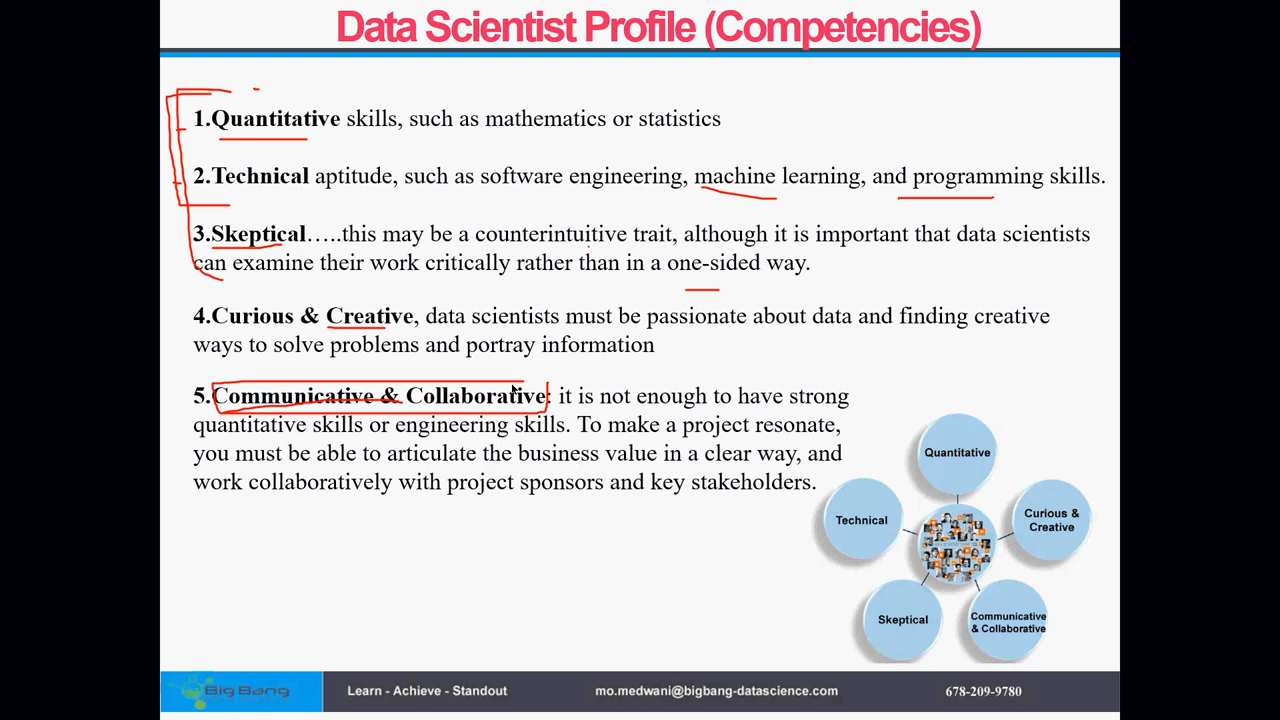 Data Scientist Profile (Competencies)
1.Quantitative skills, such as mathematics or statistics
2.Technical aptitude, such as software engineering, machine learning, and programming skills.
3.Skeptical…..this may be a counterintuitive trait, although it is important that data scientists
can examine their work critically rather than in a one-sided way.
4.Curious & Creative, data scientists must be passionate about data and finding creative
ways to solve problems and portray information
5.Communicative & Collaborative: it is not enough to have strong
quantitative skills or engineering skills. To make a project resonate,
you must be able to articulate the business value in a clear way, and
work collaboratively with project sponsors and key stakeholders.
Quantitative
Technical
Curious &
Creative
Skeptical
Communicative
& Collaborative
Big Bang
Learn - Achieve - Standout
mo.medwani@bigbang-datascience.com
678-209-9780